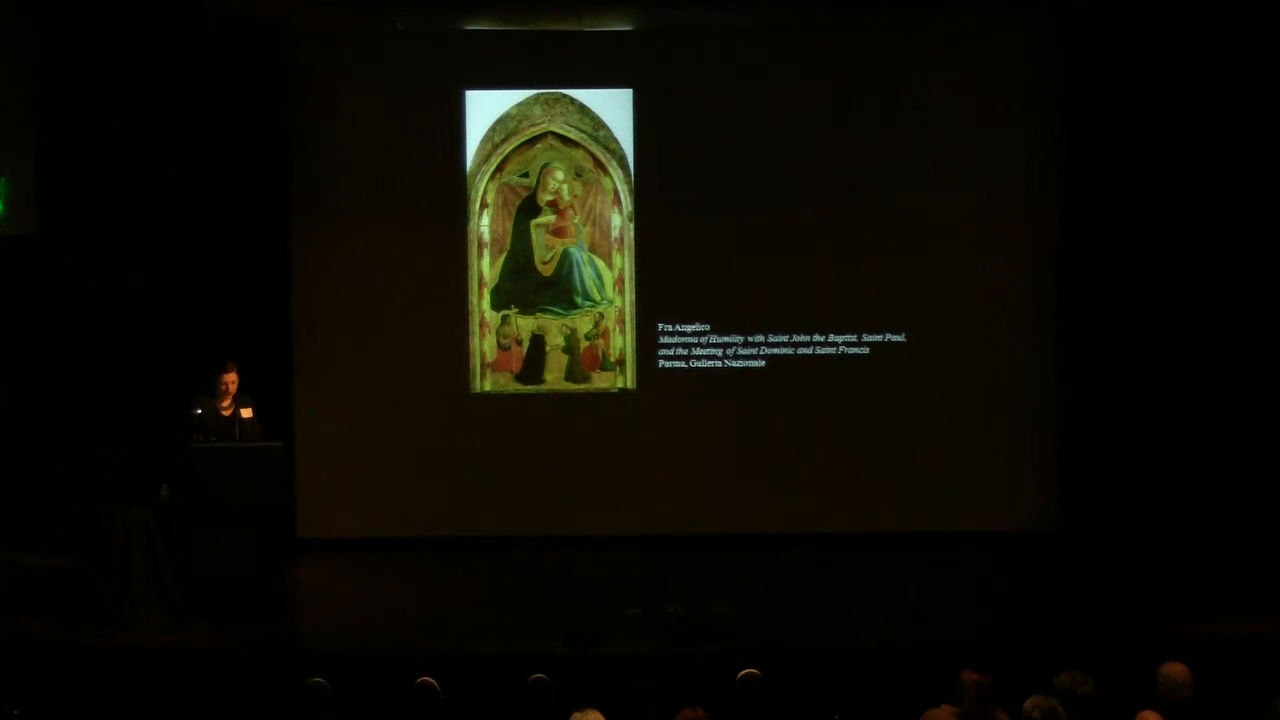 Fra Angelico
Madonna of Humility with Saint John the Baptist, Saint Paul,
and the Meeting of Saint Dominic and Saint Francis
Parma, Galleria Nazionale